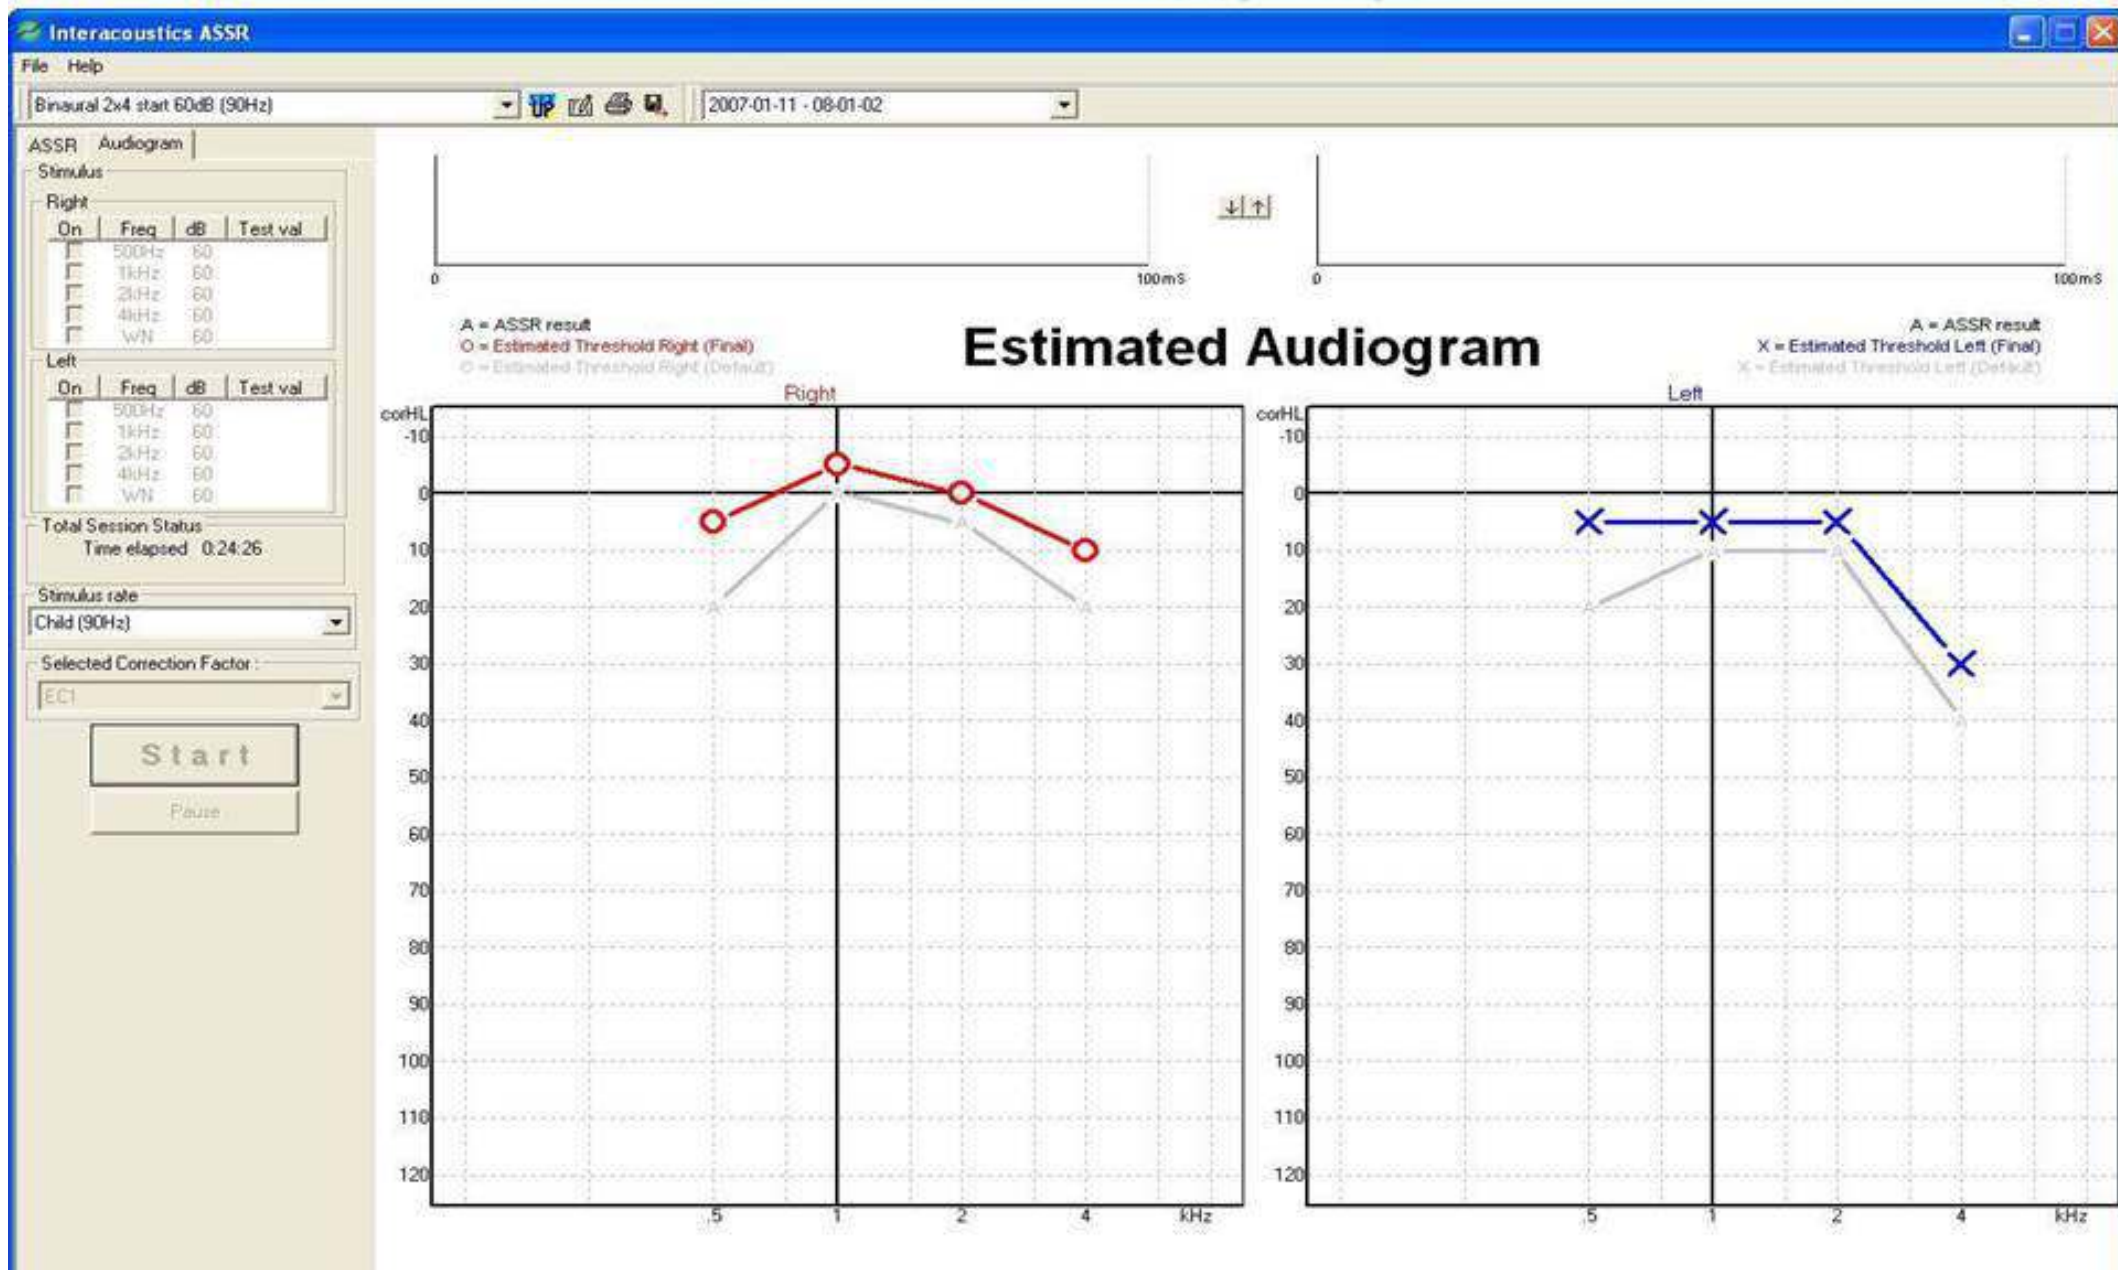 Interacoustics ASSR
File Help
Binaural 2x4 start 60dB (90Hz)
2007-01-11 - 08-01-02
ASSR Audiogram
Stimulus
Right
On Freq dB Test val
500Hz 60
1kHz 60
2kHz 60
4kHz 60
WN 60
Left
On Freq dB Test val
500Hz 60
1kHz 60
2kHz 60
4kHz 60
WN 60
Total Session Status
Time elapsed 0:24:26
Stimulus rate
Child (90Hz)
Selected Correction Factor :
EC1
Start
Pause
0 100mS
0 100mS
A = ASSR result
O = Estimated Threshold Right (Final)
O = Estimated Threshold Right (Default)
Estimated Audiogram
A = ASSR result
X = Estimated Threshold Left (Final)
X = Estimated Threshold Left (Default)
Right
corHL
-10
0
10
20
30
40
50
60
70
80
90
100
110
120
.5 1 2 4 kHz
Left
corHL
-10
0
10
20
30
40
50
60
70
80
90
100
110
120
.5 1 2 4 kHz